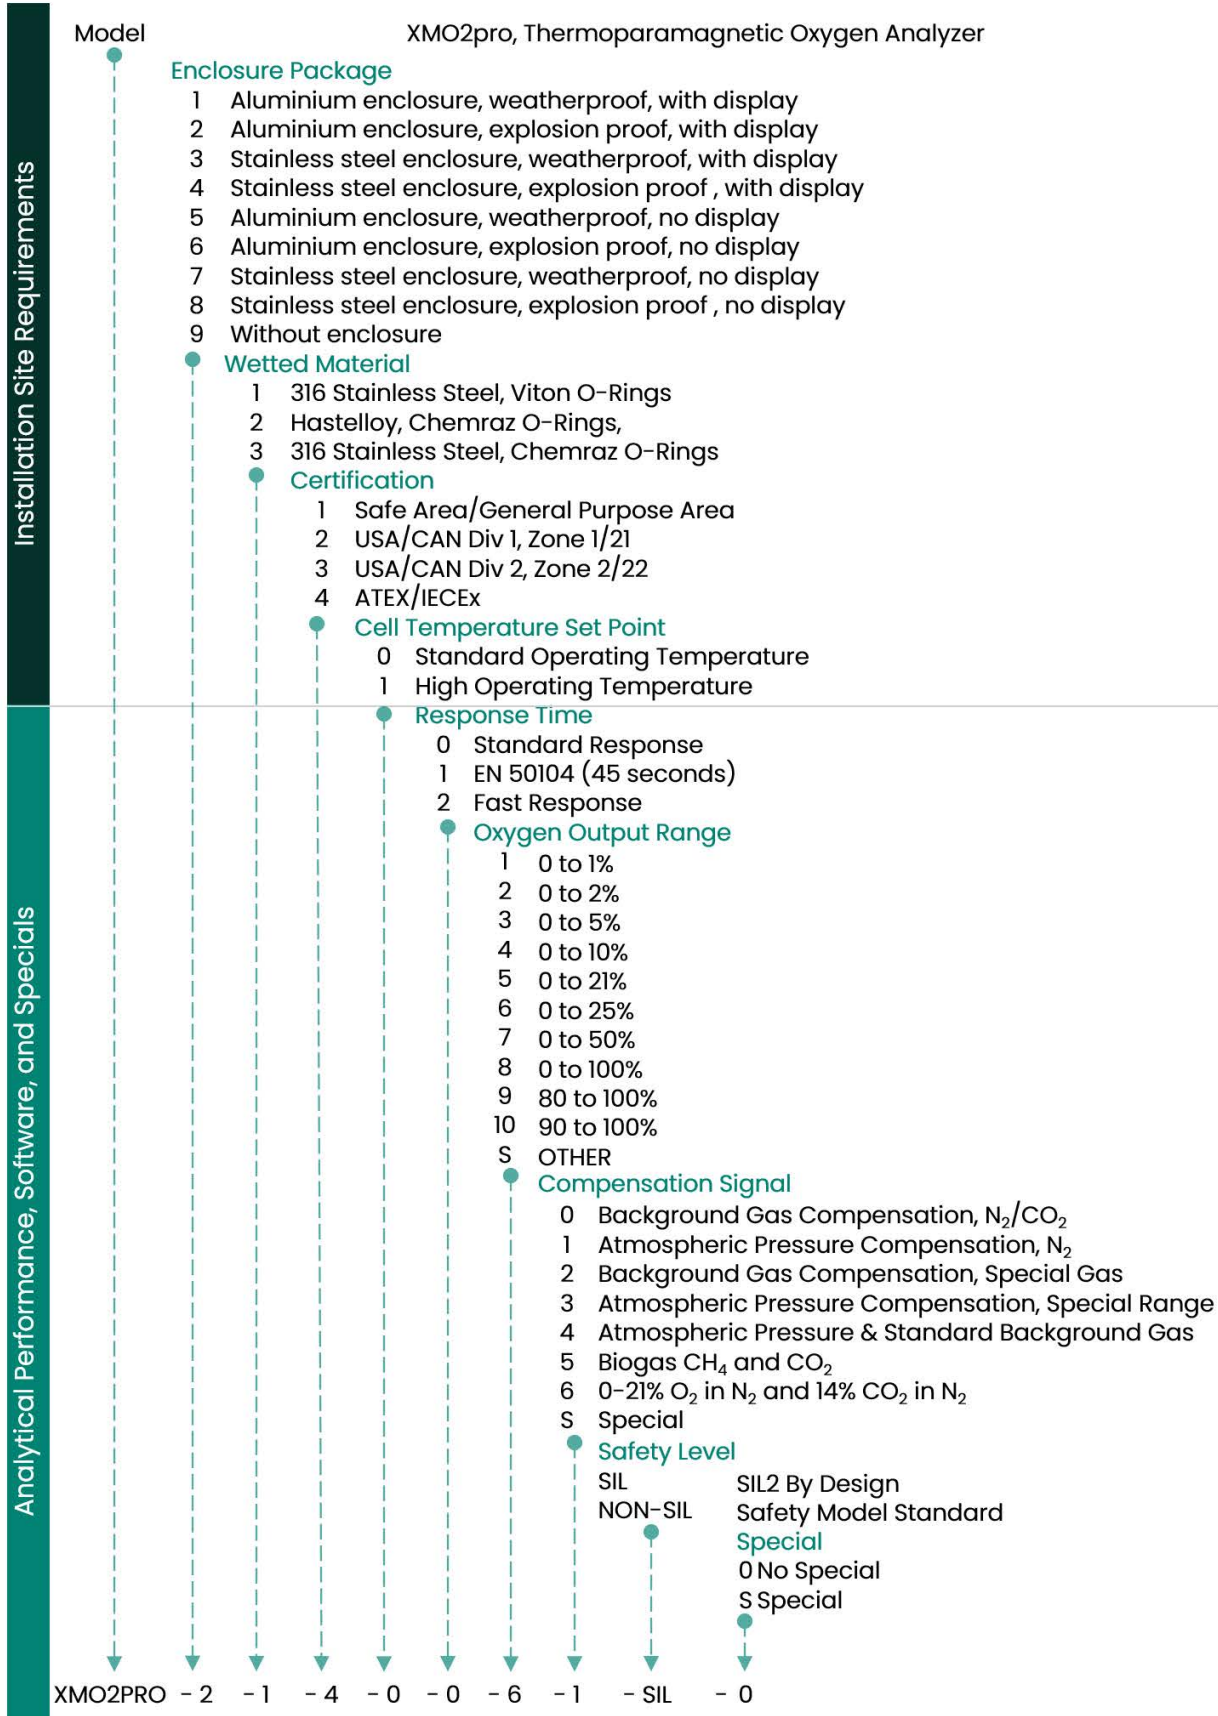 Model XMO2pro, Thermoparamagnetic Oxygen Analyzer
Installation Site Requirements
Enclosure Package
1 Aluminium enclosure, weatherproof, with display
2 Aluminium enclosure, explosion proof, with display
3 Stainless steel enclosure, weatherproof, with display
4 Stainless steel enclosure, explosion proof , with display
5 Aluminium enclosure, weatherproof, no display
6 Aluminium enclosure, explosion proof, no display
7 Stainless steel enclosure, weatherproof, no display
8 Stainless steel enclosure, explosion proof , no display
9 Without enclosure
Wetted Material
1 316 Stainless Steel, Viton O-Rings
2 Hastelloy, Chemraz O-Rings,
3 316 Stainless Steel, Chemraz O-Rings
Certification
1 Safe Area/General Purpose Area
2 USA/CAN Div 1, Zone 1/21
3 USA/CAN Div 2, Zone 2/22
4 ATEX/IECEx
Cell Temperature Set Point
0 Standard Operating Temperature
1 High Operating Temperature
Analytical Performance, Software, and Specials
Response Time
0 Standard Response
1 EN 50104 (45 seconds)
2 Fast Response
Oxygen Output Range
1 0 to 1%
2 0 to 2%
3 0 to 5%
4 0 to 10%
5 0 to 21%
6 0 to 25%
7 0 to 50%
8 0 to 100%
9 80 to 100%
10 90 to 100%
S OTHER
Compensation Signal
0 Background Gas Compensation, N₂/CO₂
1 Atmospheric Pressure Compensation, N₂
2 Background Gas Compensation, Special Gas
3 Atmospheric Pressure Compensation, Special Range
4 Atmospheric Pressure & Standard Background Gas
5 Biogas CH₄ and CO₂
6 0-21% O₂ in N₂ and 14% CO₂ in N₂
S Special
Safety Level
SIL SIL2 By Design
NON-SIL Safety Model Standard
Special
0 No Special
S Special
XMO2PRO - 2 - 1 - 4 - 0 - 0 - 6 - 1 - SIL - 0